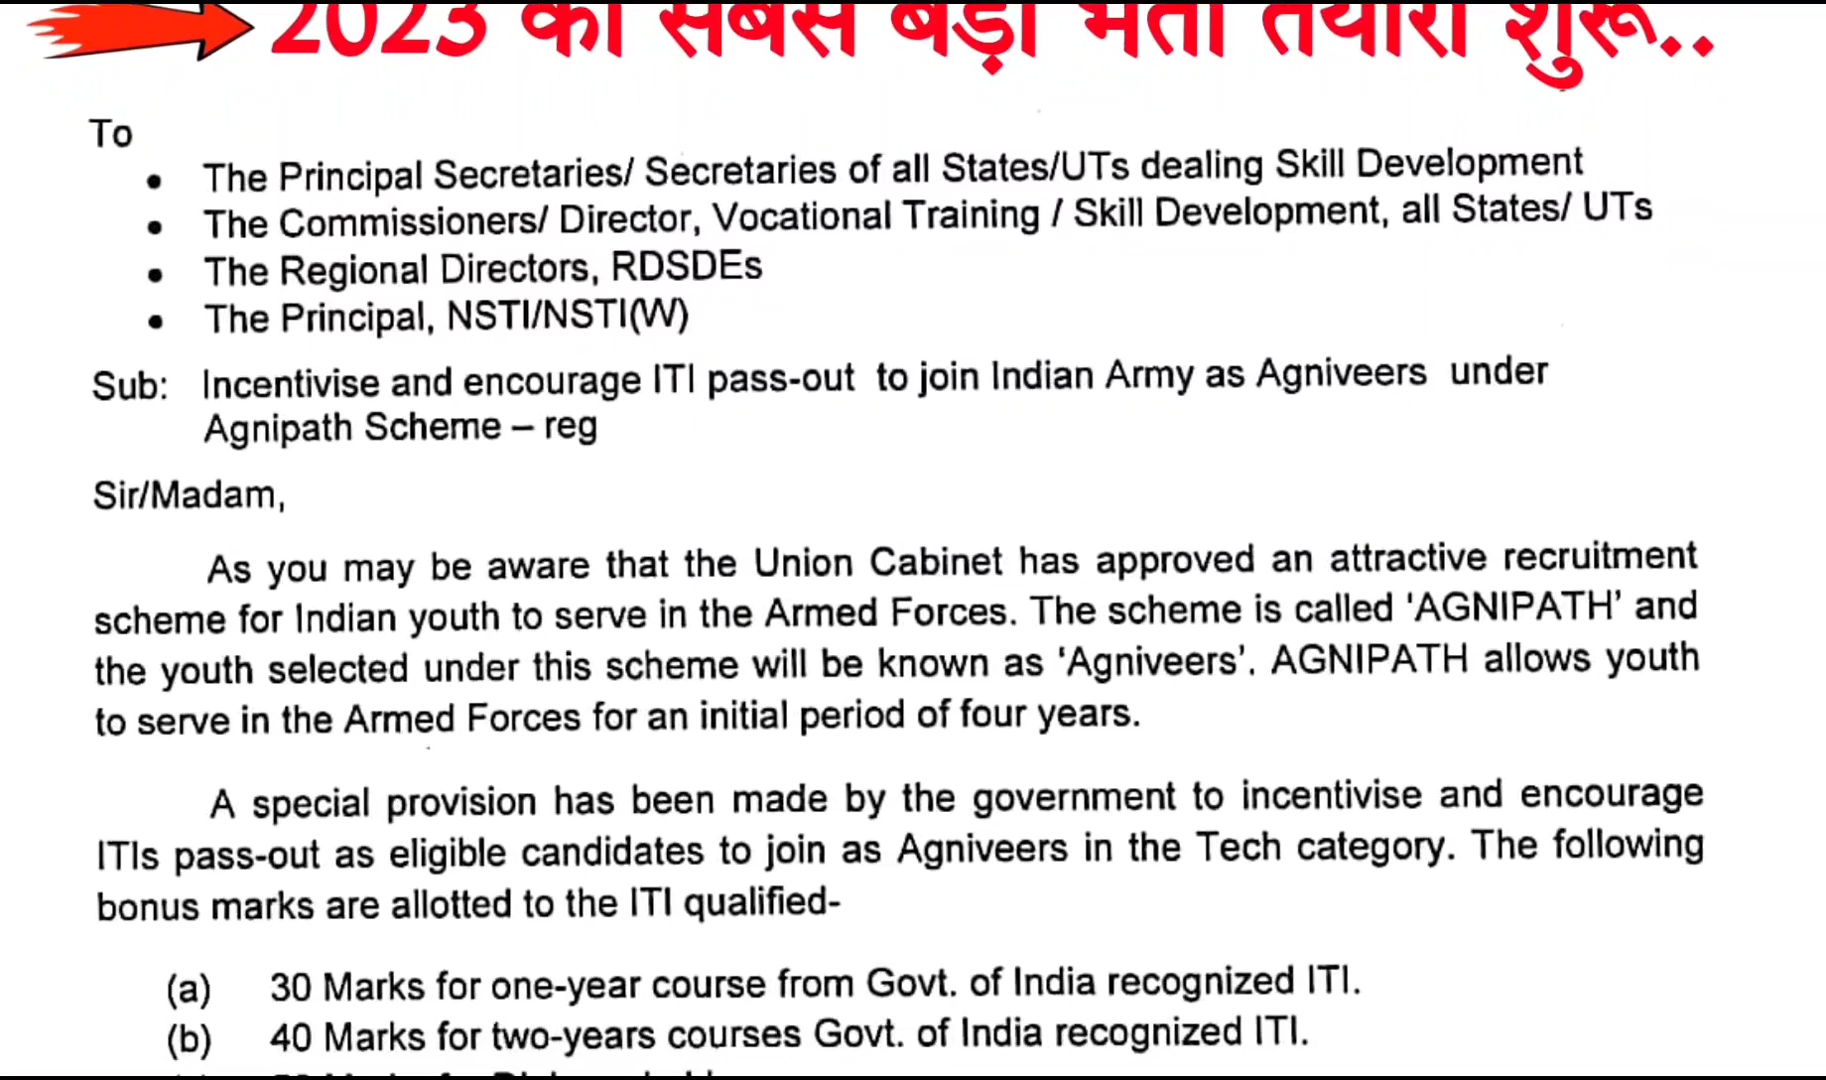 2023 की सबसे बड़ी भर्ती तैयारी शुरू..
To
• The Principal Secretaries/ Secretaries of all States/UTs dealing Skill Development
• The Commissioners/ Director, Vocational Training / Skill Development, all States/ UTs
• The Regional Directors, RDSDEs
• The Principal, NSTI/NSTI(W)
Sub: Incentivise and encourage ITI pass-out to join Indian Army as Agniveers under
Agnipath Scheme – reg
Sir/Madam,
As you may be aware that the Union Cabinet has approved an attractive recruitment
scheme for Indian youth to serve in the Armed Forces. The scheme is called 'AGNIPATH' and
the youth selected under this scheme will be known as 'Agniveers'. AGNIPATH allows youth
to serve in the Armed Forces for an initial period of four years.
A special provision has been made by the government to incentivise and encourage
ITIs pass-out as eligible candidates to join as Agniveers in the Tech category. The following
bonus marks are allotted to the ITI qualified-
(a) 30 Marks for one-year course from Govt. of India recognized ITI.
(b) 40 Marks for two-years courses Govt. of India recognized ITI.